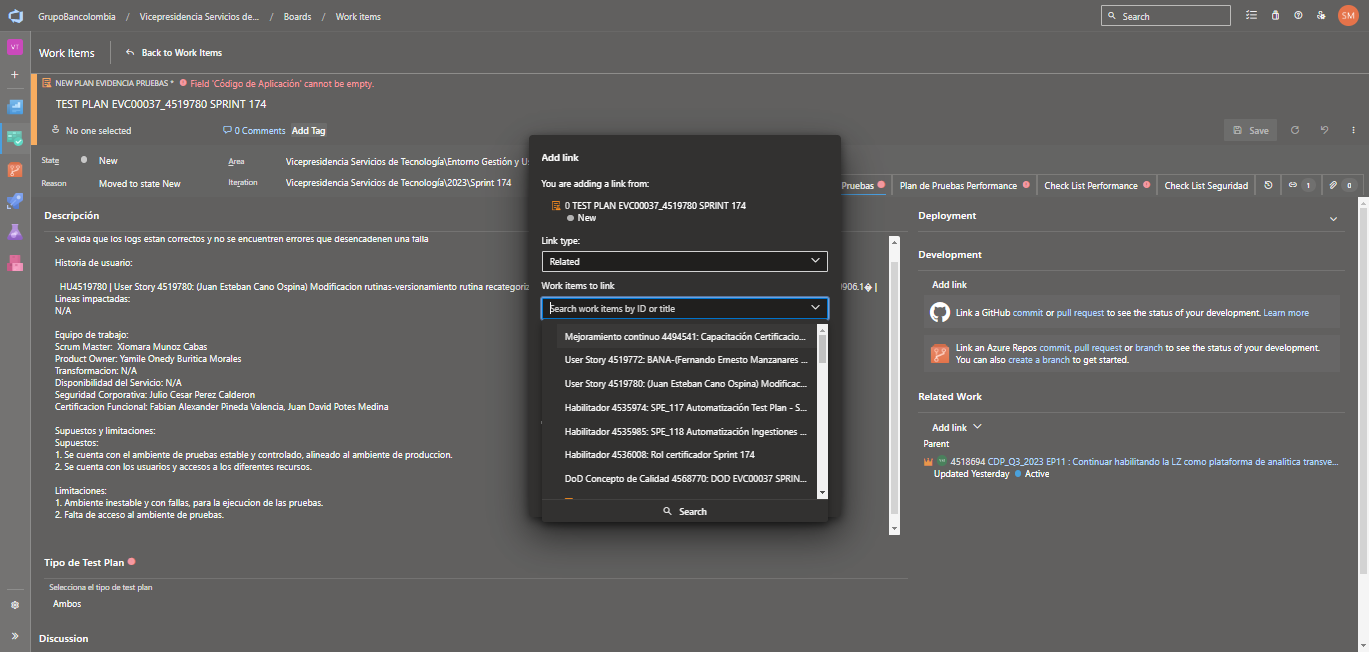 GrupoBancolombia / Vicepresidencia Servicios de... / Boards / Work items
Search
SM
VT
Work Items
Back to Work Items
NEW PLAN EVIDENCIA PRUEBAS * Field 'Código de Aplicación' cannot be empty.
TEST PLAN EVC00037_4519780 SPRINT 174
No one selected
0 Comments
Add Tag
Save
State
New
Area
Vicepresidencia Servicios de Tecnología\Entorno Gestión y
Reason
Moved to state New
Iteration
Vicepresidencia Servicios de Tecnología\2023\Sprint 174
Pruebas
Plan de Pruebas Performance
Check List Performance
Check List Seguridad
1
0
Descripción
Se valida que los logs estan correctos y no se encuentren errores que desencadenen una falla
Historia de usuario:
HU4519780 | User Story 4519780: (Juan Esteban Cano Ospina) Modificacion rutinas-versionamiento rutina
906.1� |
Lineas impactadas:
N/A
Equipo de trabajo:
Scrum Master: Xiomara Munoz Cabas
Product Owner: Yamile Onedy Buritica Morales
Transformacion: N/A
Disponibilidad del Servicio: N/A
Seguridad Corporativa: Julio Cesar Perez Calderon
Certification Funcional: Fabian Alexander Pineda Valencia, Juan David Potes Medina
Supuestos y limitaciones:
Supuestos:
1. Se cuenta con el ambiente de pruebas estable y controlado, alineado al ambiente de produccion.
2. Se cuenta con los usuarios y accesos a los diferentes recursos.
Limitaciones:
1. Ambiente inestable y con fallas, para la ejecucion de las pruebas.
2. Falta de acceso al ambiente de pruebas.
Tipo de Test Plan
Selecciona el tipo de test plan
Ambos
Discussion
Add link
You are adding a link from:
0 TEST PLAN EVC00037_4519780 SPRINT 174
New
Link type:
Related
Work items to link
Search work items by ID or title
Mejoramiento continuo 4494541: Capacitación Certificacio...
User Story 4519772: BANA-(Fernando Ernesto Manzanares ...
User Story 4519780: (Juan Esteban Cano Ospina) Modificac...
Habilitador 4535974: SPE_117 Automatización Test Plan - S...
Habilitador 4535985: SPE_118 Automatización Ingestiones ...
Habilitador 4536008: Rol certificador Sprint 174
DoD Concepto de Calidad 4568770: DOD EVC00037 SPRIN...
Search
Deployment
Development
Add link
Link a GitHub commit or pull request to see the status of your development. Learn more
Link an Azure Repos commit, pull request or branch to see the status of your development.
You can also create a branch to get started.
Related Work
Add link
Parent
4518694 CDP_Q3_2023 EP11 : Continuar habilitando la LZ como plataforma de analitica transve...
Updated Yesterday Active